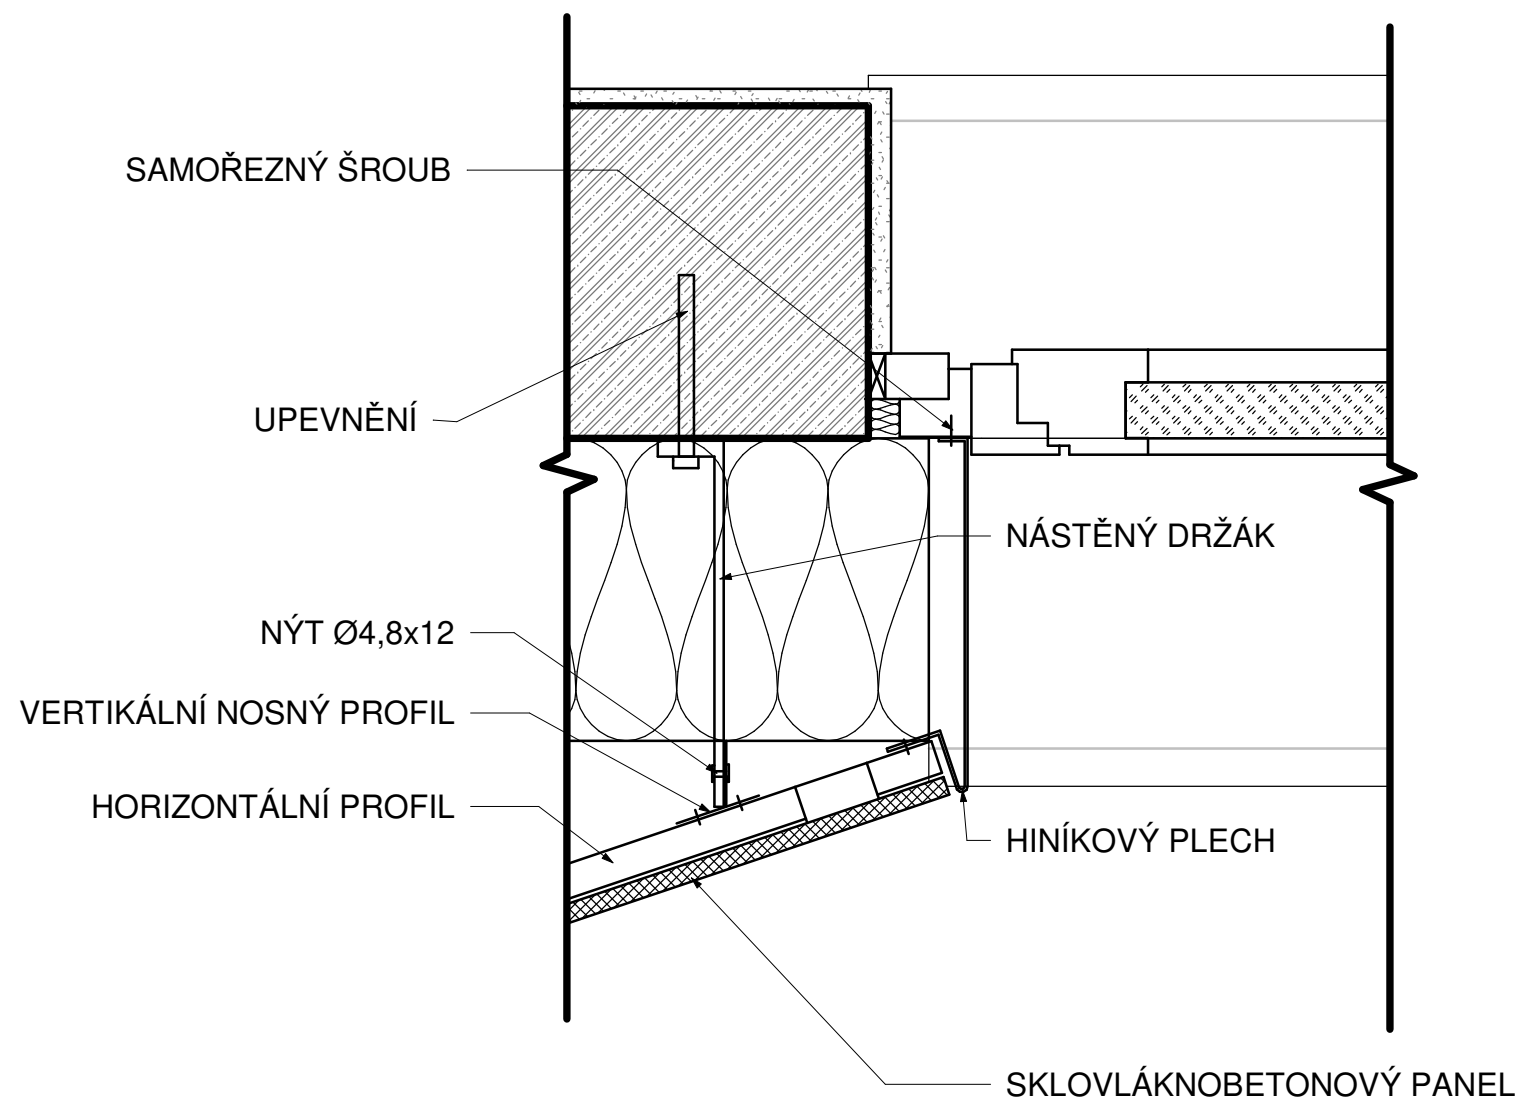 SAMOŘEZNÝ ŠROUB
UPEVNĚNÍ
NÁSTĚNÝ DRŽÁK
NÝT Ø4,8x12
VERTIKÁLNÍ NOSNÝ PROFIL
HORIZONTÁLNÍ PROFIL
HINÍKOVÝ PLECH
SKLOVLÁKNOBETONOVÝ PANEL